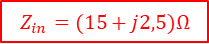 Z_in = (15 + j2,5)Ω